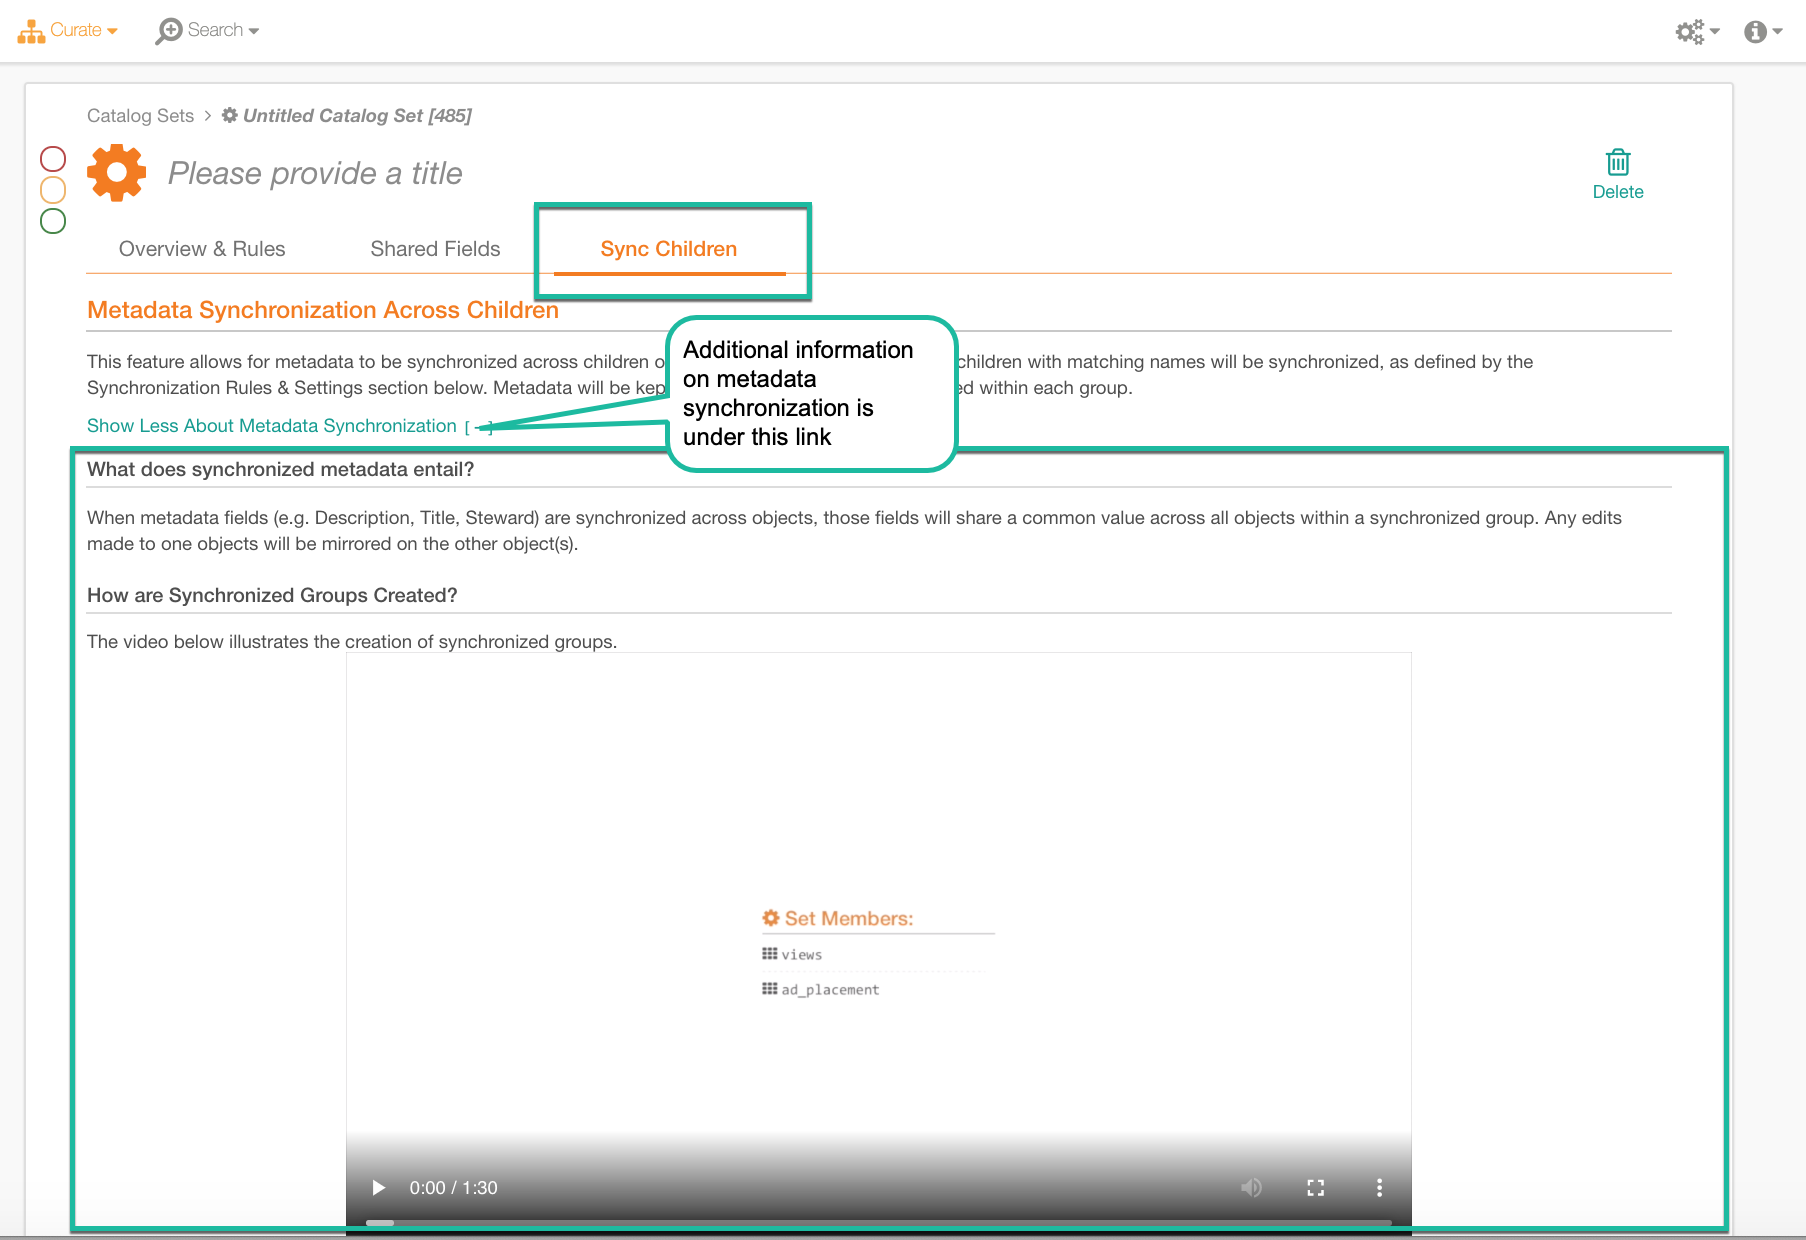 Curate
Search
Catalog Sets > Untitled Catalog Set [485]
Please provide a title
Delete
Overview & Rules
Shared Fields
Sync Children
Metadata Synchronization Across Children
This feature allows for metadata to be synchronized across children
children with matching names will be synchronized, as defined by the
Synchronization Rules & Settings section below. Metadata will be kep
within each group.
Additional information
on metadata
synchronization is
under this link
Show Less About Metadata Synchronization [ – ]
What does synchronized metadata entail?
When metadata fields (e.g. Description, Title, Steward) are synchronized across objects, those fields will share a common value across all objects within a synchronized group. Any edits
made to one objects will be mirrored on the other object(s).
How are Synchronized Groups Created?
The video below illustrates the creation of synchronized groups.
Set Members:
views
ad_placement
0:00 / 1:30